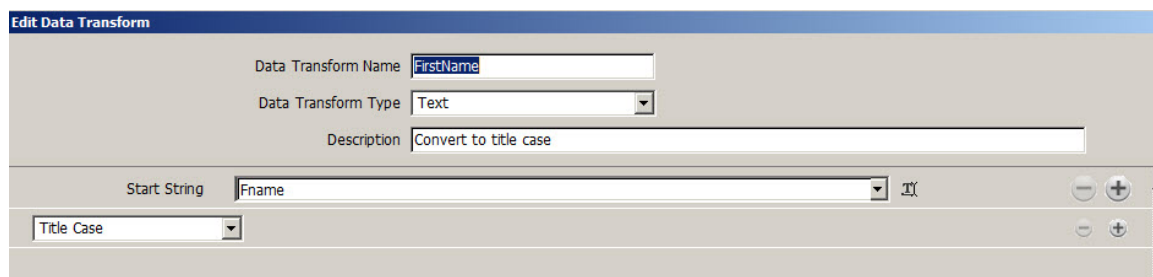 Edit Data Transform
Data Transform Name FirstName
Data Transform Type Text
Description Convert to title case
Start String Fname
Title Case